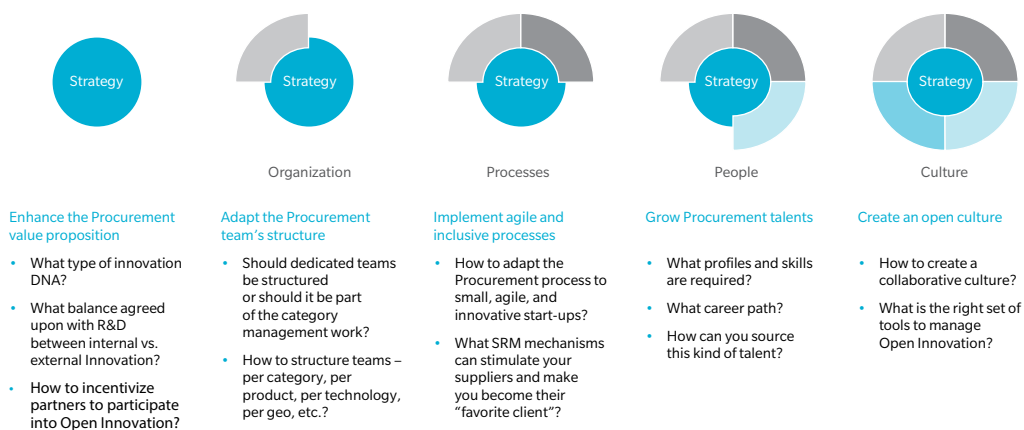 Strategy
Enhance the Procurement
value proposition
• What type of innovation
DNA?
• What balance agreed
upon with R&D
between internal vs.
external Innovation?
• How to incentivize
partners to participate
into Open Innovation?
Strategy
Organization
Adapt the Procurement
team's structure
• Should dedicated teams
be structured
or should it be part
of the category
management work?
• How to structure teams –
per category, per
product, per technology,
per geo, etc.?
Strategy
Processes
Implement agile and
inclusive processes
• How to adapt the
Procurement process to
small, agile, and
innovative start-ups?
• What SRM mechanisms
can stimulate your
suppliers and make
you become their
“favorite client”?
Strategy
People
Grow Procurement talents
• What profiles and skills
are required?
• What career path?
• How can you source
this kind of talent?
Strategy
Culture
Create an open culture
• How to create a
collaborative culture?
• What is the right set of
tools to manage
Open Innovation?